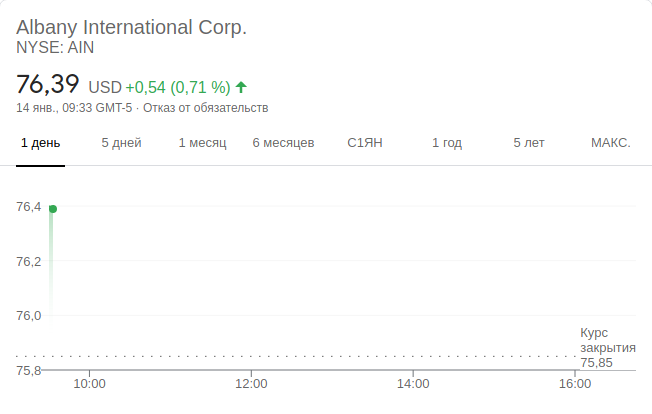 Albany International Corp.
NYSE: AIN
76,39 USD +0,54 (0,71 %)
14 янв., 09:33 GMT-5 · Отказ от обязательств
1 день 5 дней 1 месяц 6 месяцев С1ЯН 1 год 5 лет МАКС.
76,4
76,2
76,0
Курс
закрытия
75,85
75,8
10:00 12:00 14:00 16:00